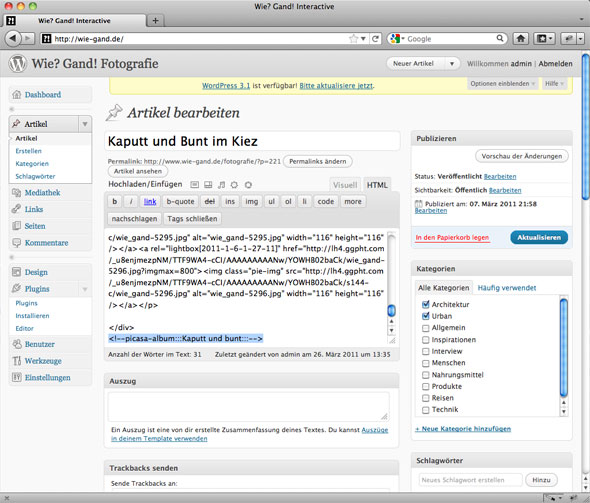 Wie? Gand! Interactive
Wie? Gand! Interactive
http://wie-gand.de/
Google
Wie? Gand! Fotografie
Neuer Artikel
Willkommen admin | Abmelden
WordPress 3.1 ist verfügbar! Bitte aktualisiere jetzt.
Optionen einblenden
Hilfe
Dashboard
Artikel
Artikel
Erstellen
Kategorien
Schlagwörter
Mediathek
Links
Seiten
Kommentare
Design
Plugins
Plugins
Installieren
Editor
Benutzer
Werkzeuge
Einstellungen
Artikel bearbeiten
Kaputt und Bunt im Kiez
Permalink: http://www.wie-gand.de/fotografie/?p=221 Permalinks ändern
Artikel ansehen
Hochladen/Einfügen
Visuell HTML
b i link b-quote del ins img ul ol li code more
nachschlagen Tags schließen
c/wie_gand-5295.jpg" alt="wie_gand-5295.jpg" width="116" height="116"
/></a><a rel="lightbox[2011-1-6-1-27-11]" href="http://lh4.ggpht.com
/_u8enjmezpNM/TTF9WA4-cCI/AAAAAAAAANw/YOWHB02baCk/wie_gand-
5296.jpg?imgmax=800"><img class="pie-img" src="http://lh4.ggpht.com
/_u8enjmezpNM/TTF9WA4-cCI/AAAAAAAAANw/YOWHB02baCk/s144-
c/wie_gand-5296.jpg" alt="wie_gand-5296.jpg" width="116" height="116"
/></a></p>
</div>
<!--picasa-album:::Kaputt und bunt:::-->
Anzahl der Wörter im Text: 31 Zuletzt geändert von admin am 26. März 2011 um 13:35
Auszug
Ein Auszug ist eine von dir erstellte Zusammenfassung deines Textes. Du kannst Auszüge
in deinem Template verwenden
Trackbacks senden
Sende Trackbacks an:
Publizieren
Vorschau der Änderungen
Status: Veröffentlicht Bearbeiten
Sichtbarkeit: Öffentlich Bearbeiten
Publiziert am: 07. März 2011 21:58
Bearbeiten
In den Papierkorb legen
Aktualisieren
Kategorien
Alle Kategorien Häufig verwendet
Architektur
Urban
Allgemein
Inspirationen
Interview
Menschen
Nahrungsmittel
Produkte
Reisen
Technik
+ Neue Kategorie hinzufügen
Schlagwörter
Neues Schlagwort erstellen
Hinzu